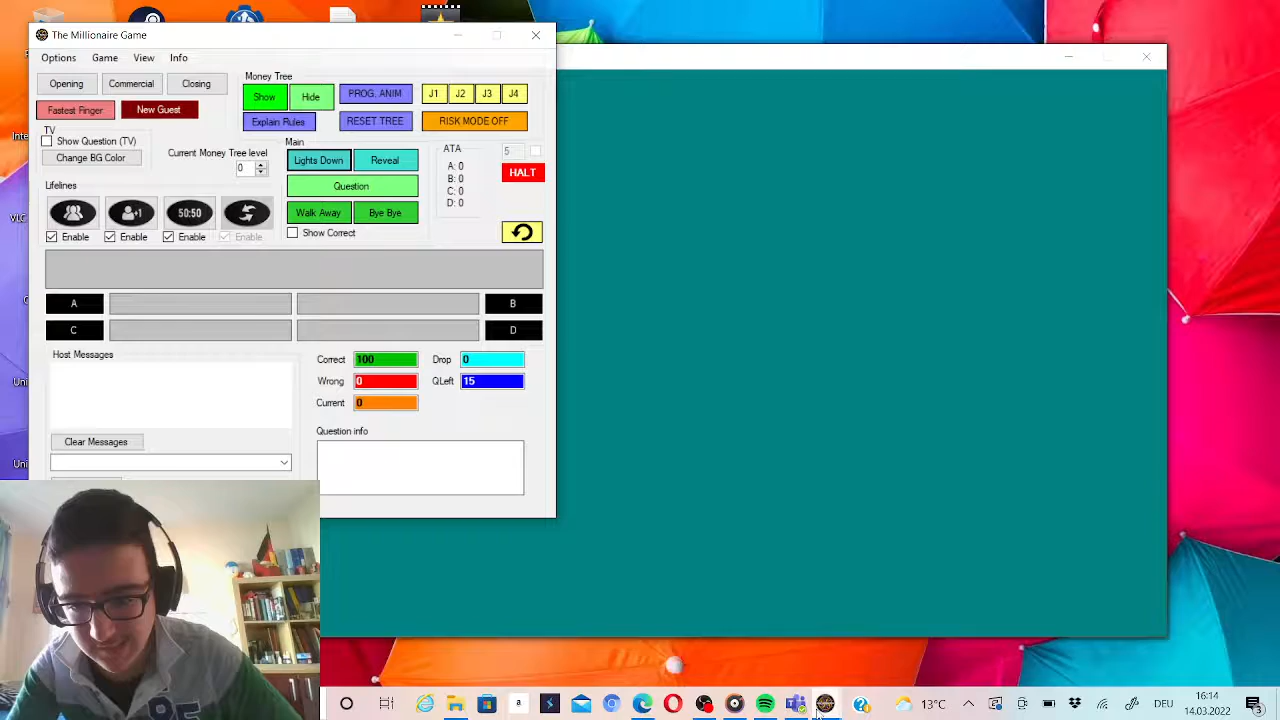 The Millionaire Game
Options Game View Info
Opening Commercial Closing
Fastest Finger New Guest
TV
Show Question (TV)
Change BG Color
Current Money Tree level
0
Money Tree
Show Hide PROG. ANIM J1 J2 J3 J4
Explain Rules RESET TREE RISK MODE OFF
Main
Lights Down Reveal
Question
Walk Away Bye Bye
Show Correct
ATA
A: 0
B: 0
C: 0
D: 0
5
HALT
Lifelines
+1 50:50
Enable Enable Enable Enable
A B
C D
Host Messages
Clear Messages
Correct 100 Drop 0
Wrong 0 QLeft 15
Current 0
Question info
a
13°C
16:14
14.03.2022
3